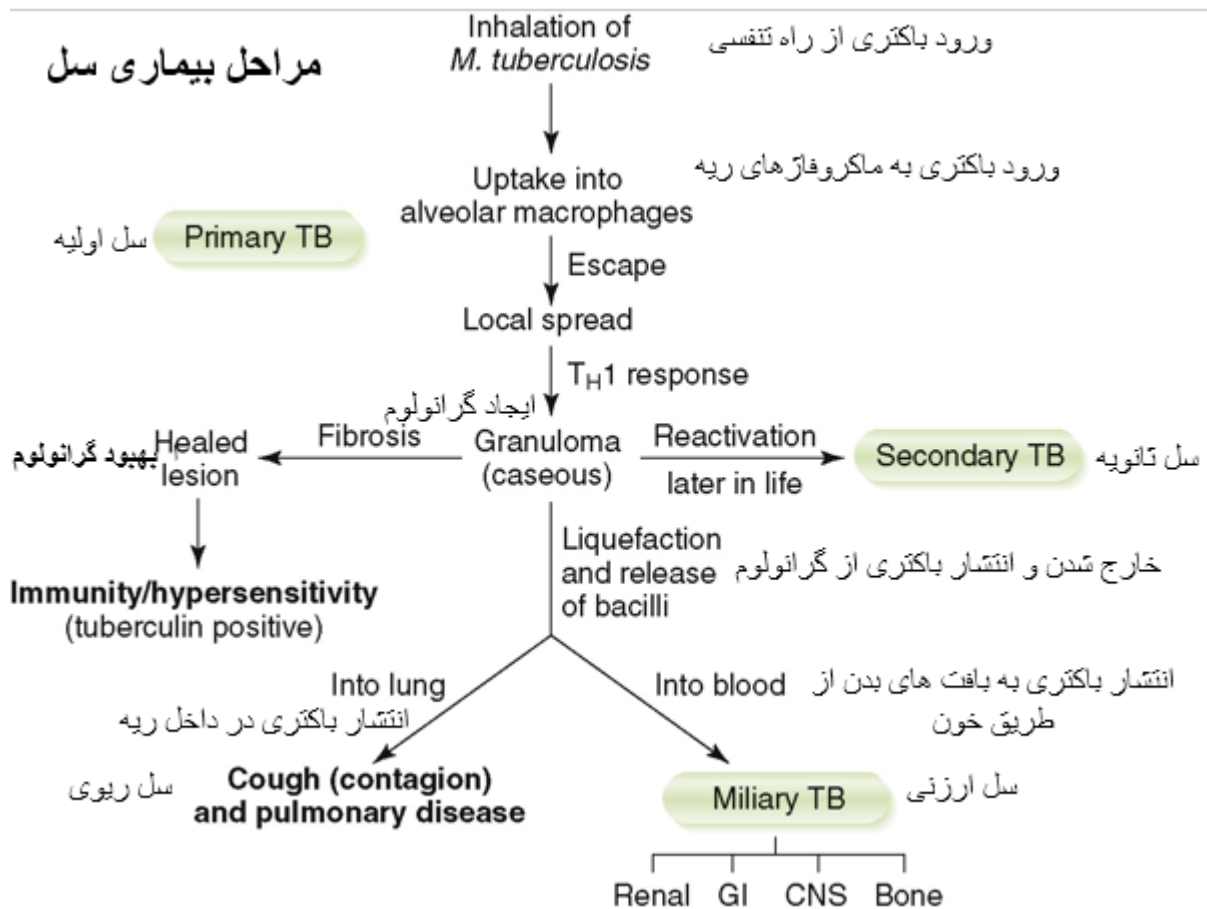 Inhalation of
M. tuberculosis
ورود باکتری از راه تنفسی
مراحل بیماری سل
Uptake into
alveolar macrophages
ورود باکتری به ماکروفاژهای ریه
Primary TB
سل اولیه
Escape
Local spread
TH1 response
ایجاد گرانولوم
Healed
lesion
بهبود گرانولوم
Fibrosis
Granuloma
(caseous)
Reactivation
later in life
Secondary TB
سل ثانویه
Liquefaction
and release
of bacilli
خارج شدن و انتشار باکتری از گرانولوم
Immunity/hypersensitivity
(tuberculin positive)
Into lung
انتشار باکتری در داخل ریه
Into blood
انتشار باکتری به بافت های بدن از
طریق خون
Cough (contagion)
and pulmonary disease
سل ریوی
Miliary TB
سل ارزنی
Renal GI CNS Bone